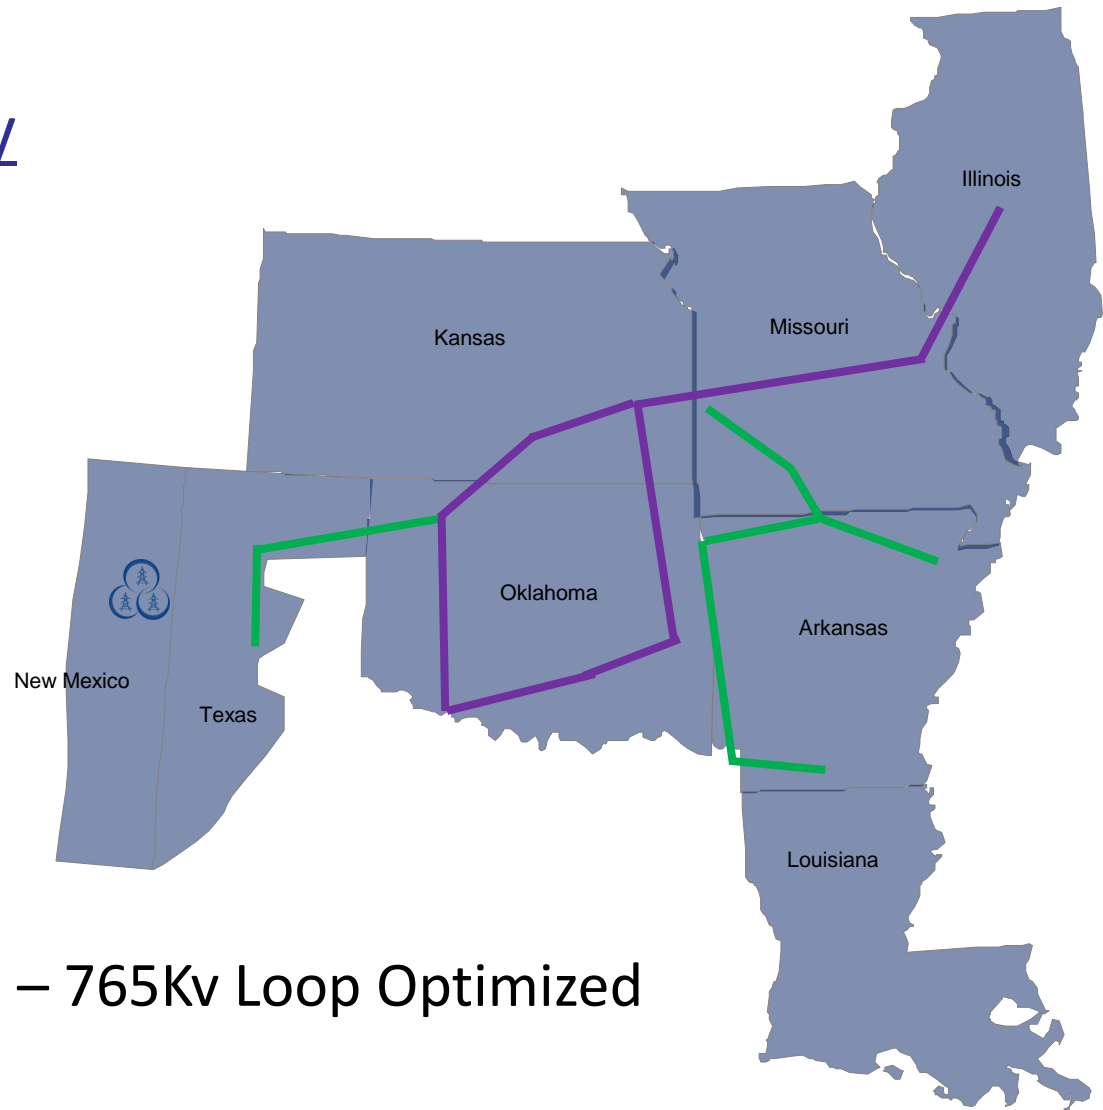 Illinois
Missouri
Kansas
Oklahoma
Arkansas
New Mexico
Texas
Louisiana
– 765Kv Loop Optimized